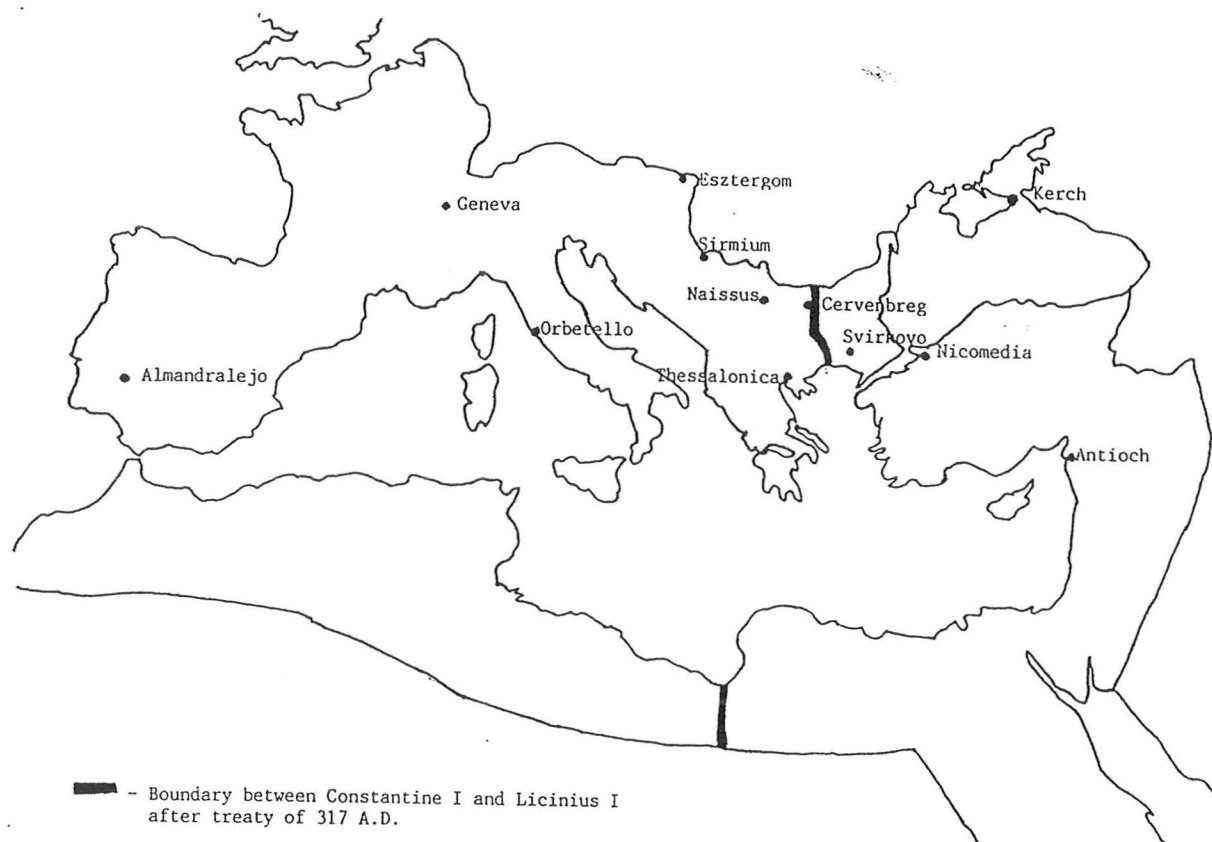 Esztergom
Kerch
Geneva
Sirmium
Naissus
Cervenbreg
Orbetello
Svirkovo
Nicomedia
Almandralejo
Thessalonica
Antioch
- Boundary between Constantine I and Licinius I
after treaty of 317 A.D.